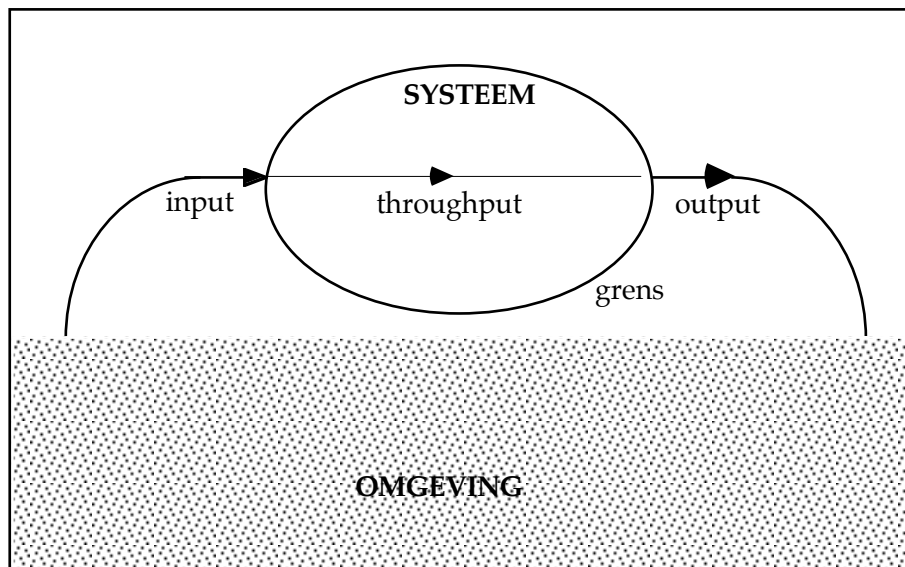 SYSTEEM
input
throughput
output
grens
OMGEVING